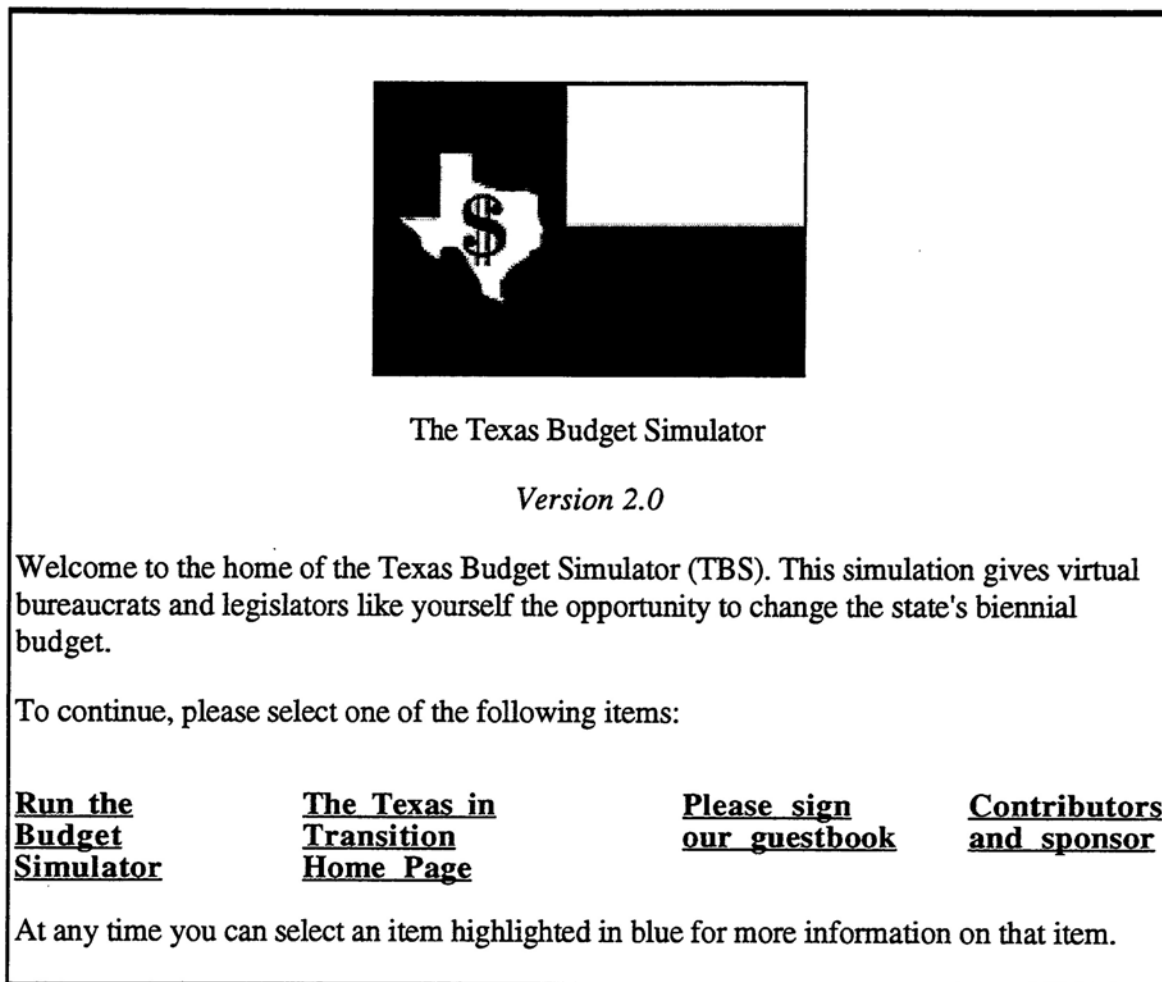 $
The Texas Budget Simulator
Version 2.0
Welcome to the home of the Texas Budget Simulator (TBS). This simulation gives virtual
bureaucrats and legislators like yourself the opportunity to change the state's biennial
budget.
To continue, please select one of the following items:
Run the
Budget
Simulator
The Texas in
Transition
Home Page
Please sign
our guestbook
Contributors
and sponsor
At any time you can select an item highlighted in blue for more information on that item.